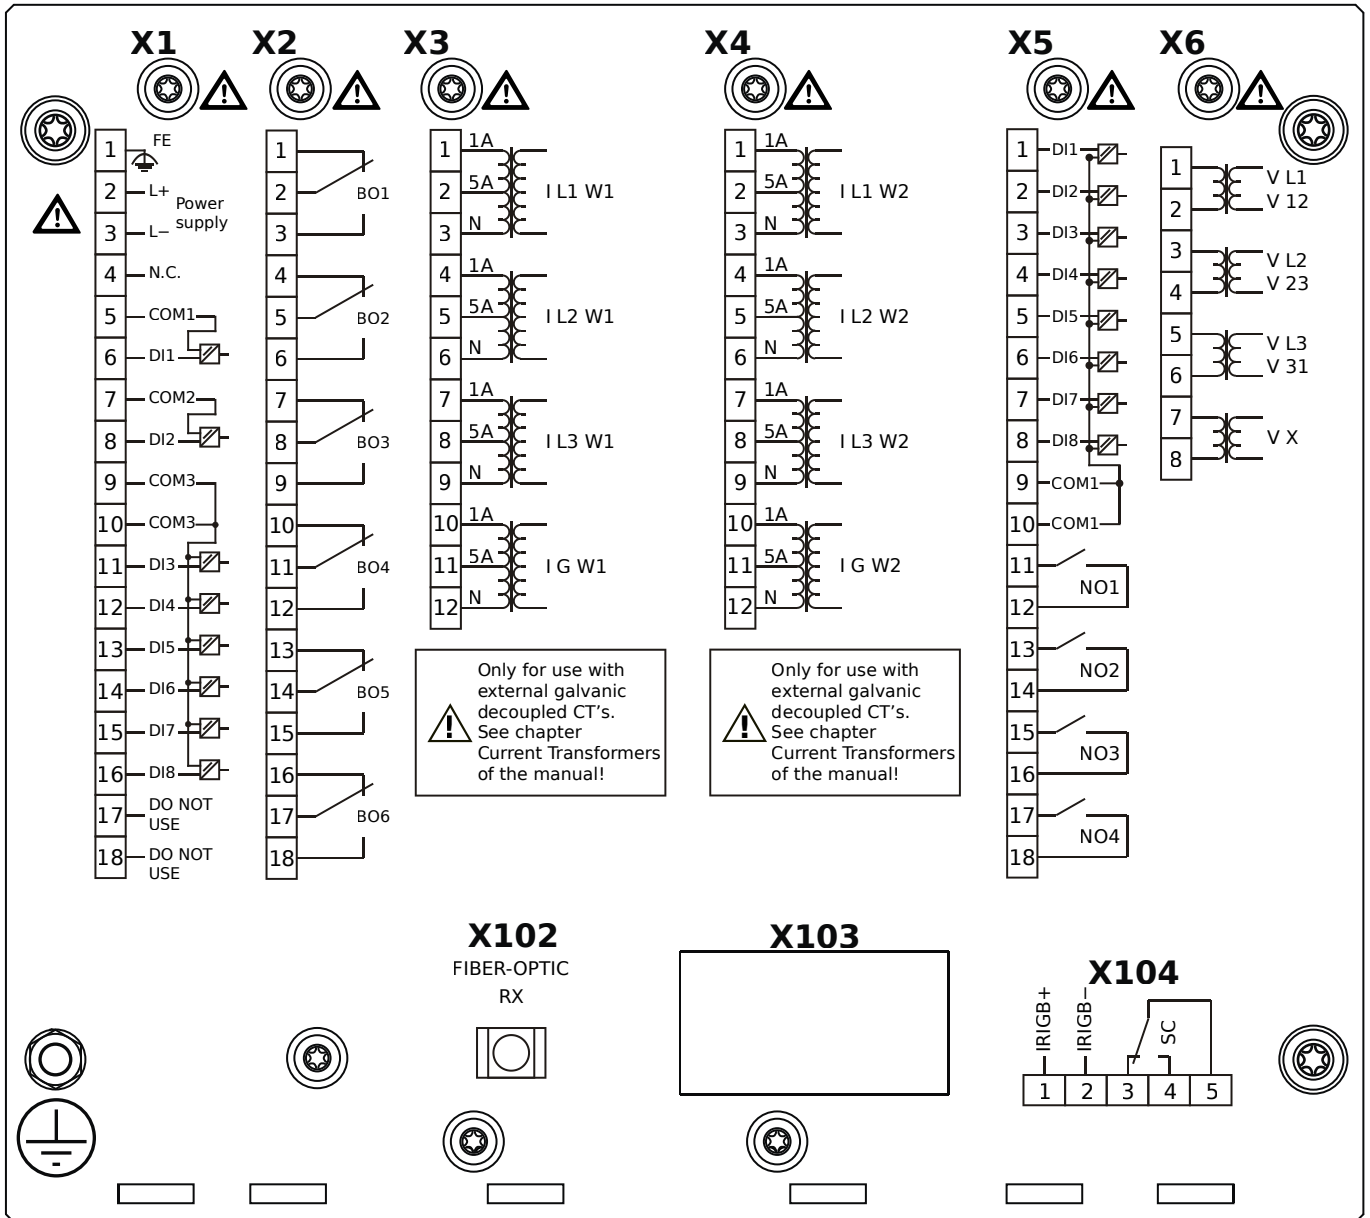 X1
X2
X3
X4
X5
X6
1 FE
2 L+
Power
supply
3 L−
4 N.C.
5 COM1
6 DI1
7 COM2
8 DI2
9 COM3
10 COM3
11 DI3
12 DI4
13 DI5
14 DI6
15 DI7
16 DI8
17 DO NOT
USE
18 DO NOT
USE
1
2 BO1
3
4
5 BO2
6
7
8 BO3
9
10
11 BO4
12
13
14 BO5
15
16
17 BO6
18
1 1A
2 5A I L1 W1
3 N
4 1A
5 5A I L2 W1
6 N
7 1A
8 5A I L3 W1
9 N
10 1A
11 5A I G W1
12 N
Only for use with
external galvanic
decoupled CT's.
See chapter
Current Transformers
of the manual!
1 1A
2 5A I L1 W2
3 N
4 1A
5 5A I L2 W2
6 N
7 1A
8 5A I L3 W2
9 N
10 1A
11 5A I G W2
12 N
Only for use with
external galvanic
decoupled CT's.
See chapter
Current Transformers
of the manual!
1 DI1
2 DI2
3 DI3
4 DI4
5 DI5
6 DI6
7 DI7
8 DI8
9 COM1
10 COM1
11
NO1
12
13
NO2
14
15
NO3
16
17
NO4
18
1 V L1
2 V 12
3 V L2
4 V 23
5 V L3
6 V 31
7
V X
8
X102
FIBER-OPTIC
RX
X103
X104
IRIGB+
IRIGB−
SC
1 2 3 4 5